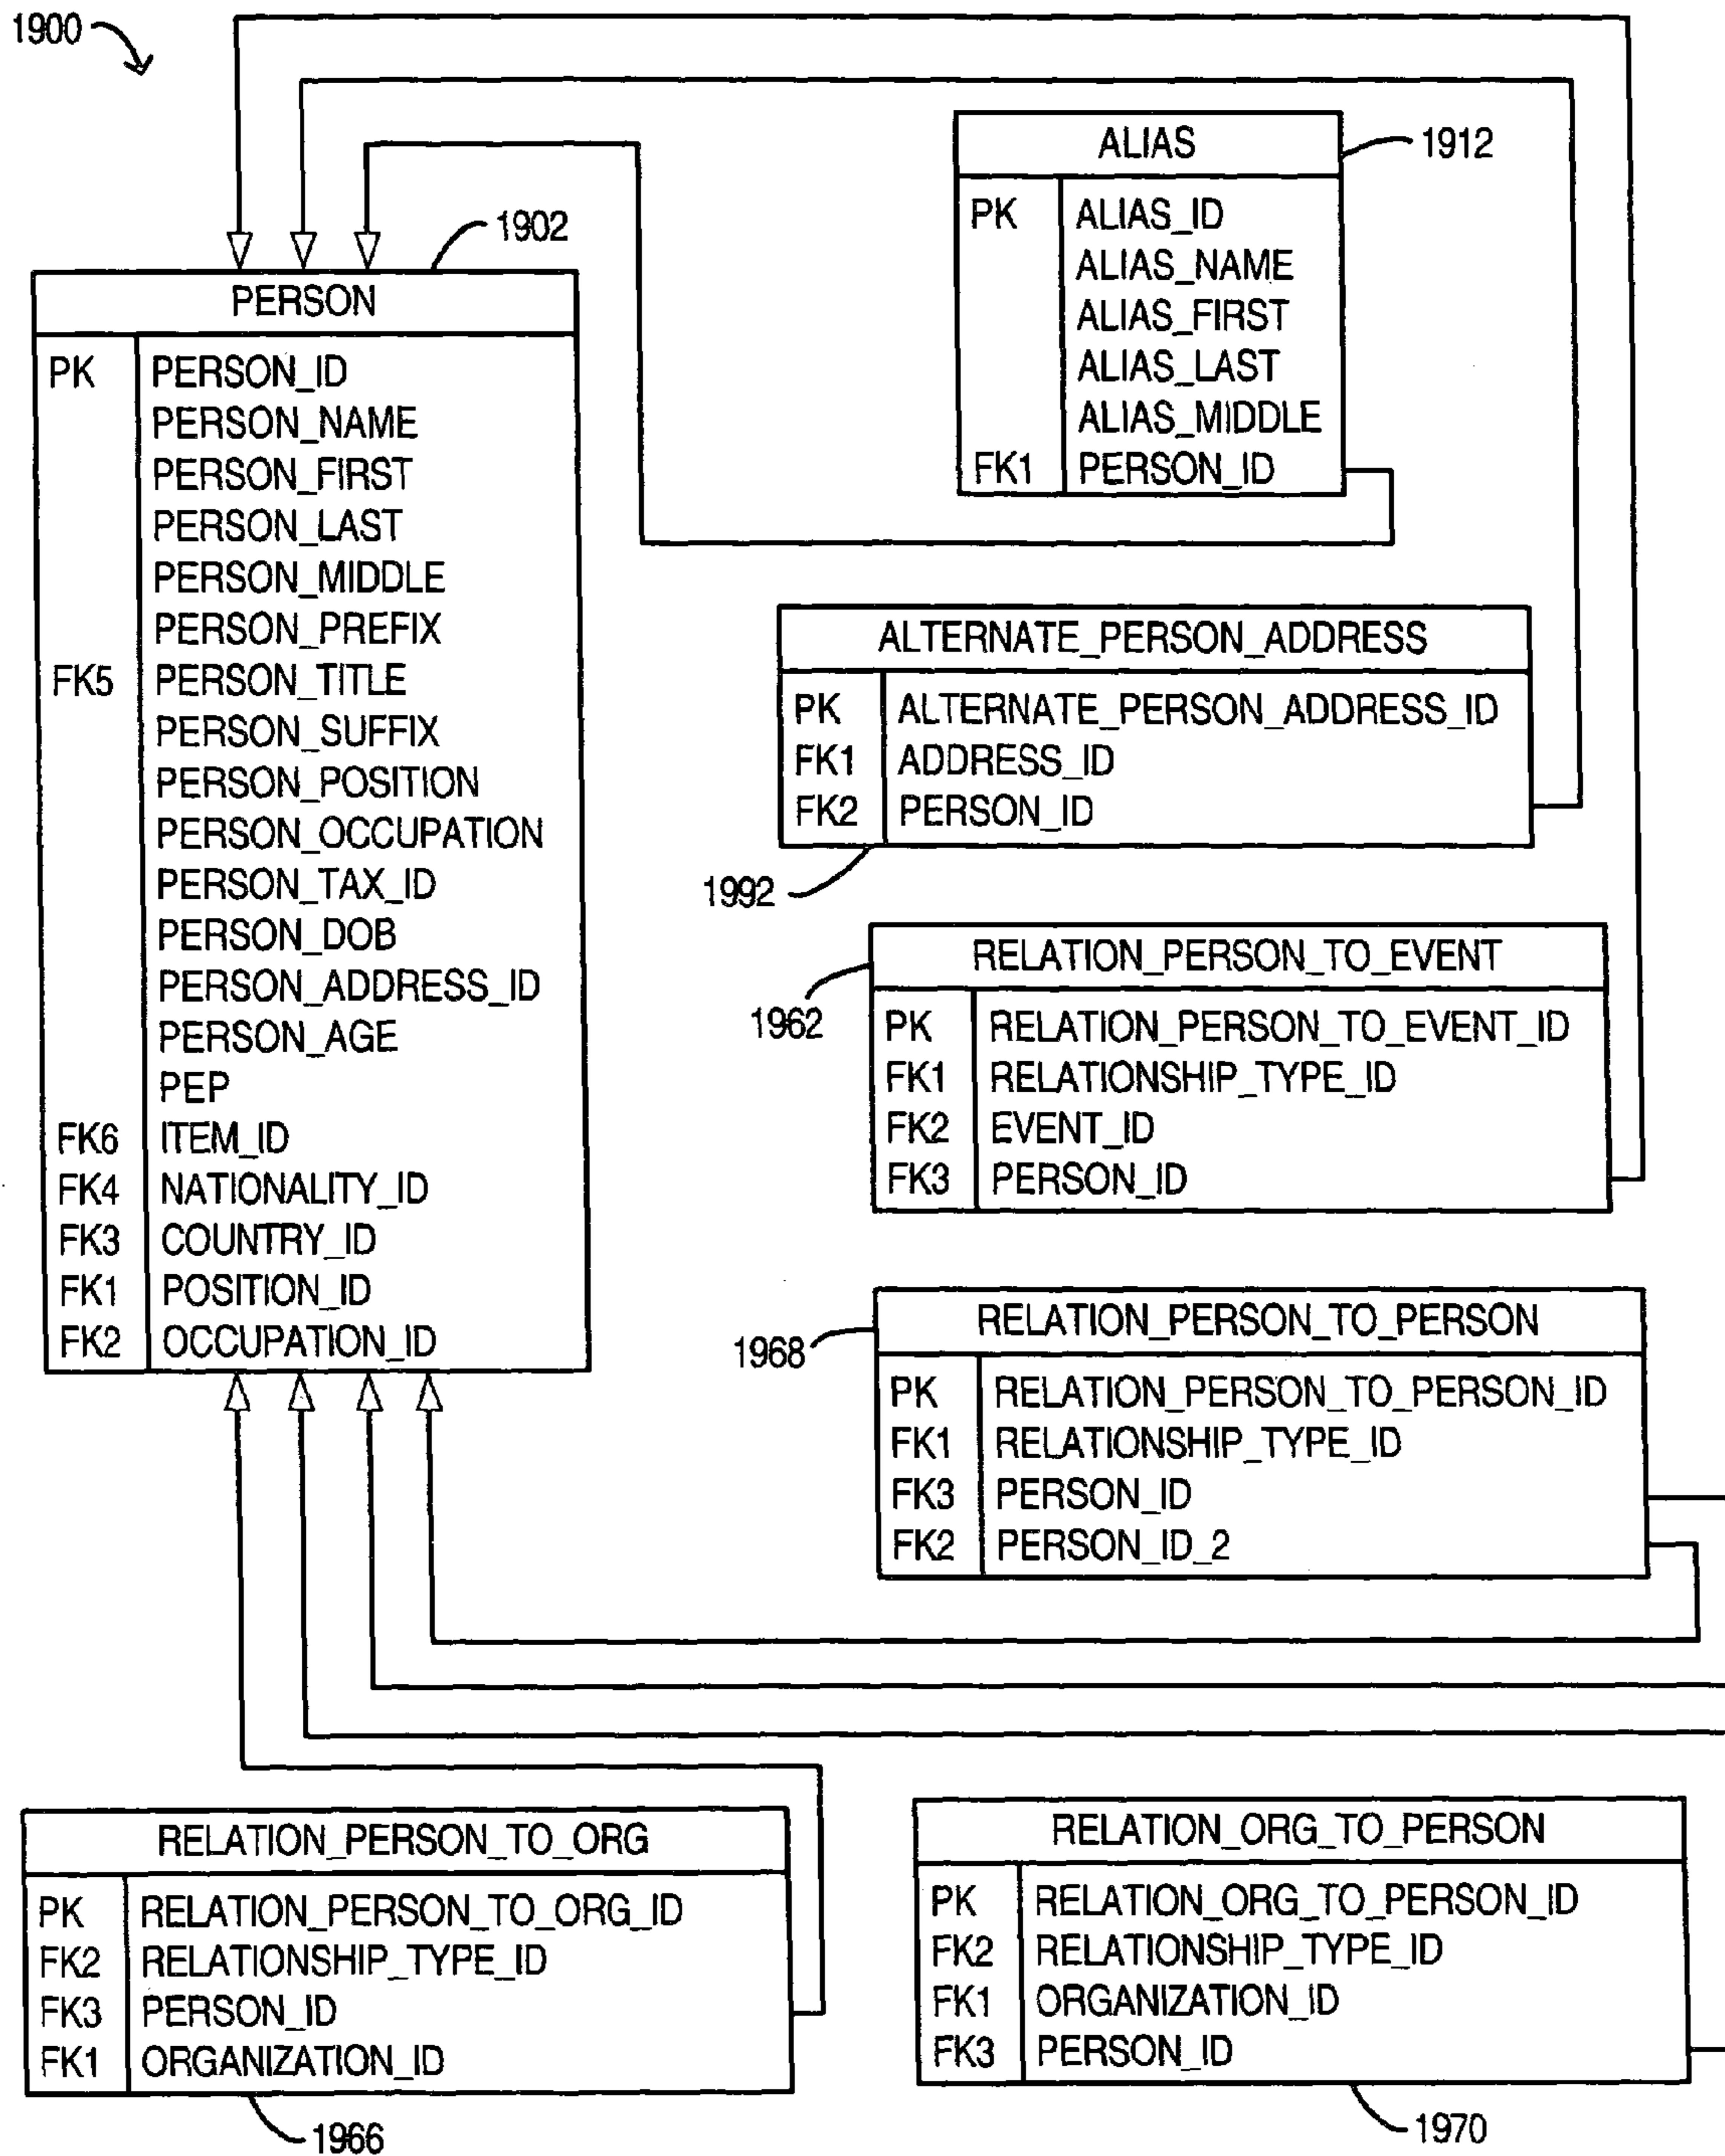 1900
ALIAS
1912
PK ALIAS_ID
ALIAS_NAME
ALIAS_FIRST
ALIAS_LAST
ALIAS_MIDDLE
FK1 PERSON_ID
1902
PERSON
PK PERSON_ID
PERSON_NAME
PERSON_FIRST
PERSON_LAST
PERSON_MIDDLE
PERSON_PREFIX
FK5 PERSON_TITLE
PERSON_SUFFIX
PERSON_POSITION
PERSON_OCCUPATION
PERSON_TAX_ID
PERSON_DOB
PERSON_ADDRESS_ID
PERSON_AGE
PEP
FK6 ITEM_ID
FK4 NATIONALITY_ID
FK3 COUNTRY_ID
FK1 POSITION_ID
FK2 OCCUPATION_ID
ALTERNATE_PERSON_ADDRESS
PK ALTERNATE_PERSON_ADDRESS_ID
FK1 ADDRESS_ID
FK2 PERSON_ID
1992
RELATION_PERSON_TO_EVENT
1962
PK RELATION_PERSON_TO_EVENT_ID
FK1 RELATIONSHIP_TYPE_ID
FK2 EVENT_ID
FK3 PERSON_ID
RELATION_PERSON_TO_PERSON
1968
PK RELATION_PERSON_TO_PERSON_ID
FK1 RELATIONSHIP_TYPE_ID
FK3 PERSON_ID
FK2 PERSON_ID_2
RELATION_PERSON_TO_ORG
PK RELATION_PERSON_TO_ORG_ID
FK2 RELATIONSHIP_TYPE_ID
FK3 PERSON_ID
FK1 ORGANIZATION_ID
1966
RELATION_ORG_TO_PERSON
PK RELATION_ORG_TO_PERSON_ID
FK2 RELATIONSHIP_TYPE_ID
FK1 ORGANIZATION_ID
FK3 PERSON_ID
1970